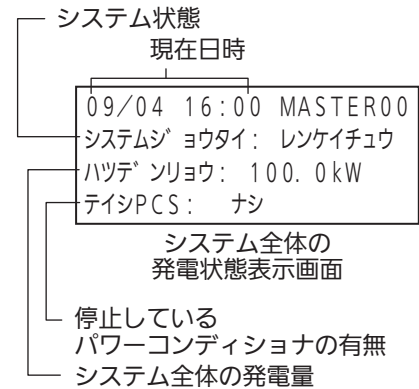 システム状態
現在日時
09/04 16:00 MASTER00
システムジョウタイ: レンケイチュウ
ハツデンリョウ: 100.0kW
テイシPCS: ナシ
システム全体の
発電状態表示画面
停止している
パワーコンディショナの有無
システム全体の発電量